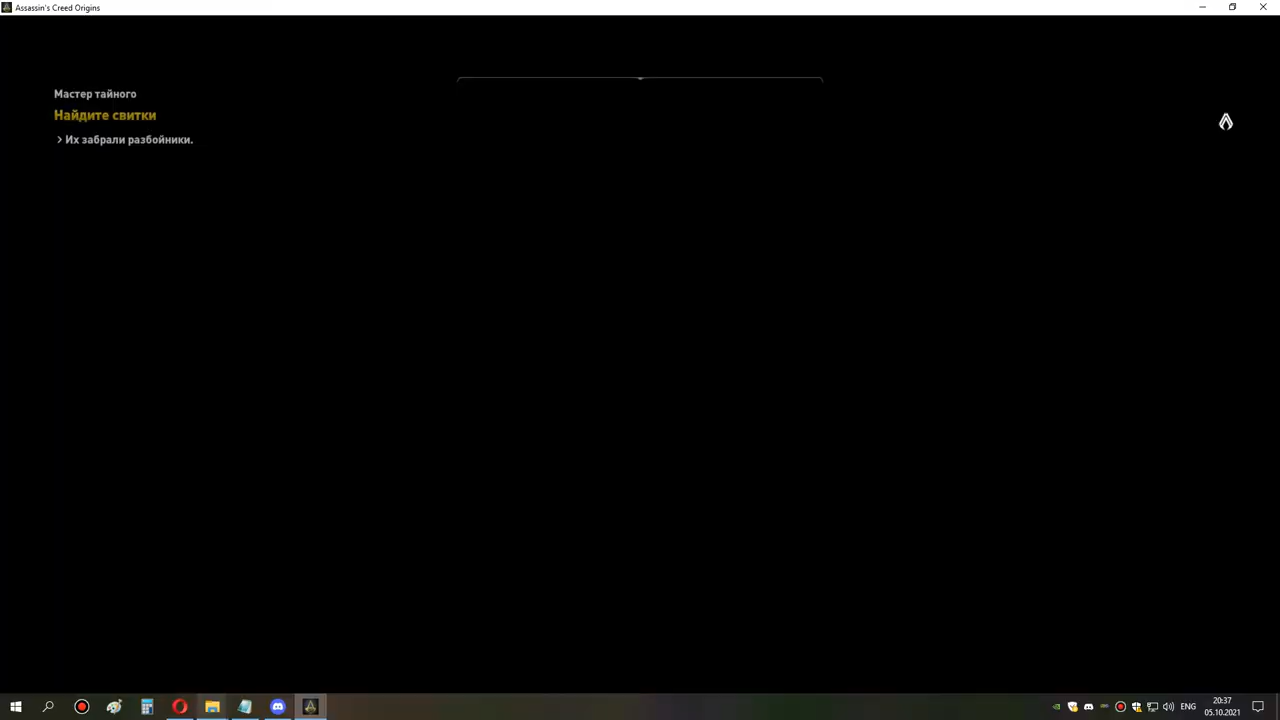 Assassin's Creed Origins
Мастер тайного
Найдите свитки
> Их забрали разбойники.
ENG
20:37
05.10.2021